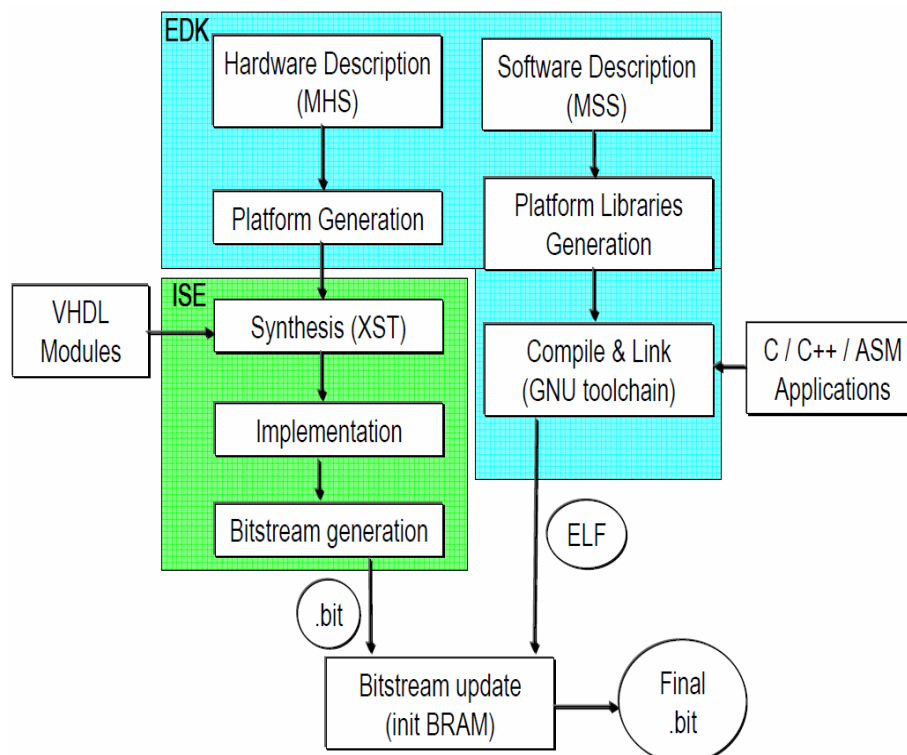 EDK
Hardware Description
(MHS)
Software Description
(MSS)
Platform Generation
Platform Libraries
Generation
ISE
VHDL
Modules
Synthesis (XST)
Compile & Link
(GNU toolchain)
C / C++ / ASM
Applications
Implementation
Bitstream generation
ELF
.bit
Bitstream update
(init BRAM)
Final
.bit